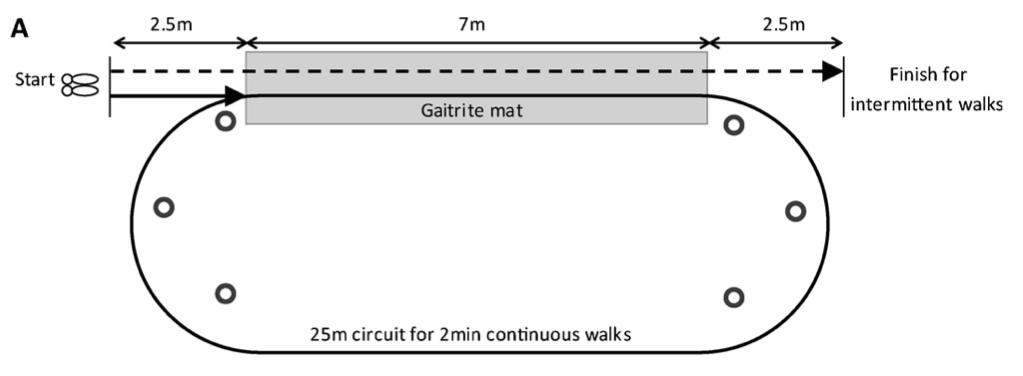 A
2.5m
7m
2.5m
Start
Finish for
intermittent walks
Gaitrite mat
25m circuit for 2min continuous walks